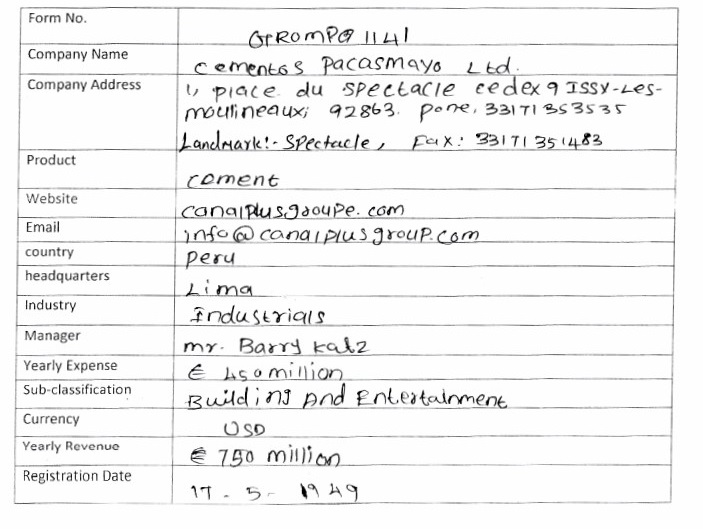 Form No. GTROMPQ 1141
Company Name Cementos Pacasmayo Ltd.
Company Address 1, place du spectacle cedex 9 ISSY-Les-
moulineaux; 92863. pone. 33171353535
Landmark:- Spectacle, Fax: 33171351483
Product cement
Website canalplusgroupe.com
Email info@canalplusgroup.com
country Peru
headquarters Lima
Industry Industrials
Manager mr. Barry Katz
Yearly Expense € 450 million
Sub-classification Building And Entertainment
Currency USD
Yearly Revenue € 750 million
Registration Date 17 - 5 - 1949